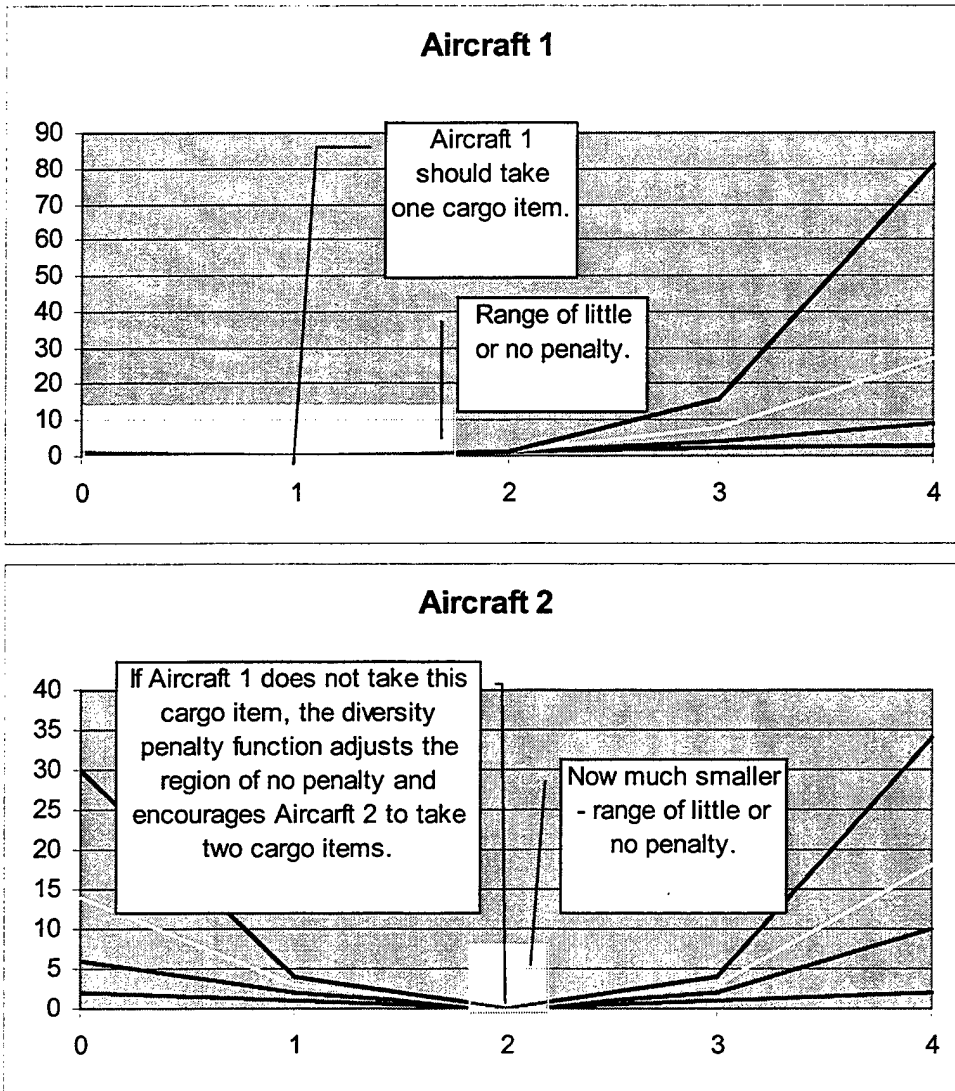 Aircraft 1
90
80
70
60
50
40
30
20
10
0
Aircraft 1
should take
one cargo item.
Range of little
or no penalty.
0 1 2 3 4
Aircraft 2
40
35
30
25
20
15
10
5
0
If Aircraft 1 does not take this
cargo item, the diversity
penalty function adjusts the
region of no penalty and
encourages Aircarft 2 to take
two cargo items.
Now much smaller
- range of little or
no penalty.
0 1 2 3 4